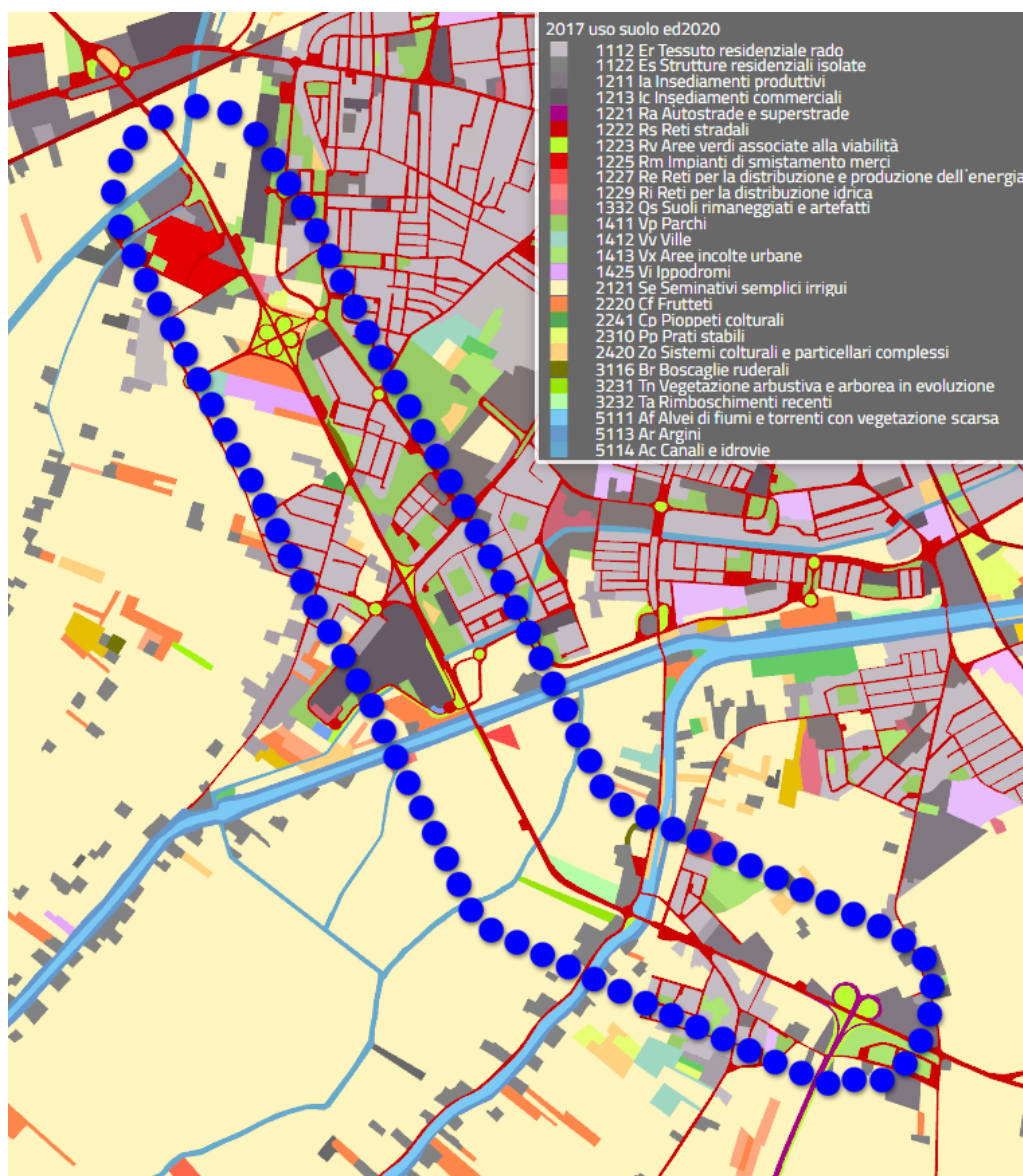 2017 uso suolo ed2020
1112 Er Tessuto residenziale rado
1122 Es Strutture residenziali isolate
1211 Ia Insediamenti produttivi
1213 Ic Insediamenti commerciali
1221 Ra Autostrade e superstrade
1222 Rs Reti stradali
1223 Rv Aree verdi associate alla viabilità
1225 Rm Impianti di smistamento merci
1227 Re Reti per la distribuzione e produzione dell`energia
1229 Ri Reti per la distribuzione idrica
1332 Qs Suoli rimaneggiati e artefatti
1411 Vp Parchi
1412 Vv Ville
1413 Vx Aree incolte urbane
1425 Vi Ippodromi
2121 Se Seminativi semplici irrigui
2220 Cf Frutteti
2241 Cp Pioppeti colturali
2310 Pp Prati stabili
2420 Zo Sistemi colturali e particellari complessi
3116 Br Boscaglie ruderali
3231 Tn Vegetazione arbustiva e arborea in evoluzione
3232 Ta Rimboschimenti recenti
5111 Af Alvei di fiumi e torrenti con vegetazione scarsa
5113 Ar Argini
5114 Ac Canali e idrovie